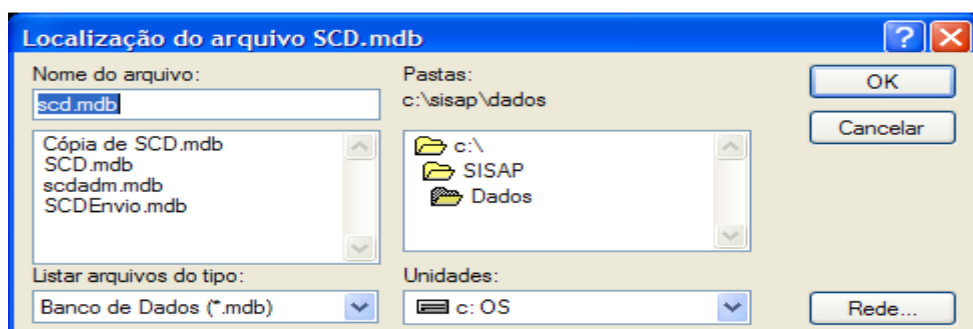 Localização do arquivo SCD.mdb
Nome do arquivo:
scd.mdb
Cópia de SCD.mdb
SCD.mdb
scdadm.mdb
SCDEnvio.mdb
Listar arquivos do tipo:
Banco de Dados (*.mdb)
Pastas:
c:\sisap\dados
c:\
SISAP
Dados
Unidades:
c: OS
OK
Cancelar
Rede...